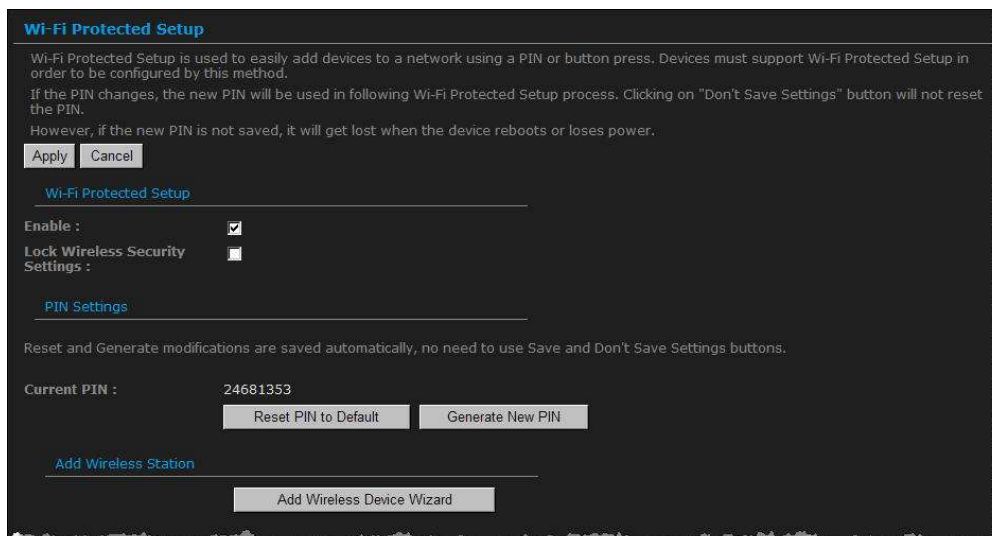 Wi-Fi Protected Setup
Wi-Fi Protected Setup is used to easily add devices to a network using a PIN or button press. Devices must support Wi-Fi Protected Setup in
order to be configured by this method.
If the PIN changes, the new PIN will be used in following Wi-Fi Protected Setup process. Clicking on "Don't Save Settings" button will not reset
the PIN.
However, if the new PIN is not saved, it will get lost when the device reboots or loses power.
Apply Cancel
Wi-Fi Protected Setup
Enable :
Lock Wireless Security
Settings :
PIN Settings
Reset and Generate modifications are saved automatically, no need to use Save and Don't Save Settings buttons.
Current PIN : 24681353
Reset PIN to Default Generate New PIN
Add Wireless Station
Add Wireless Device Wizard